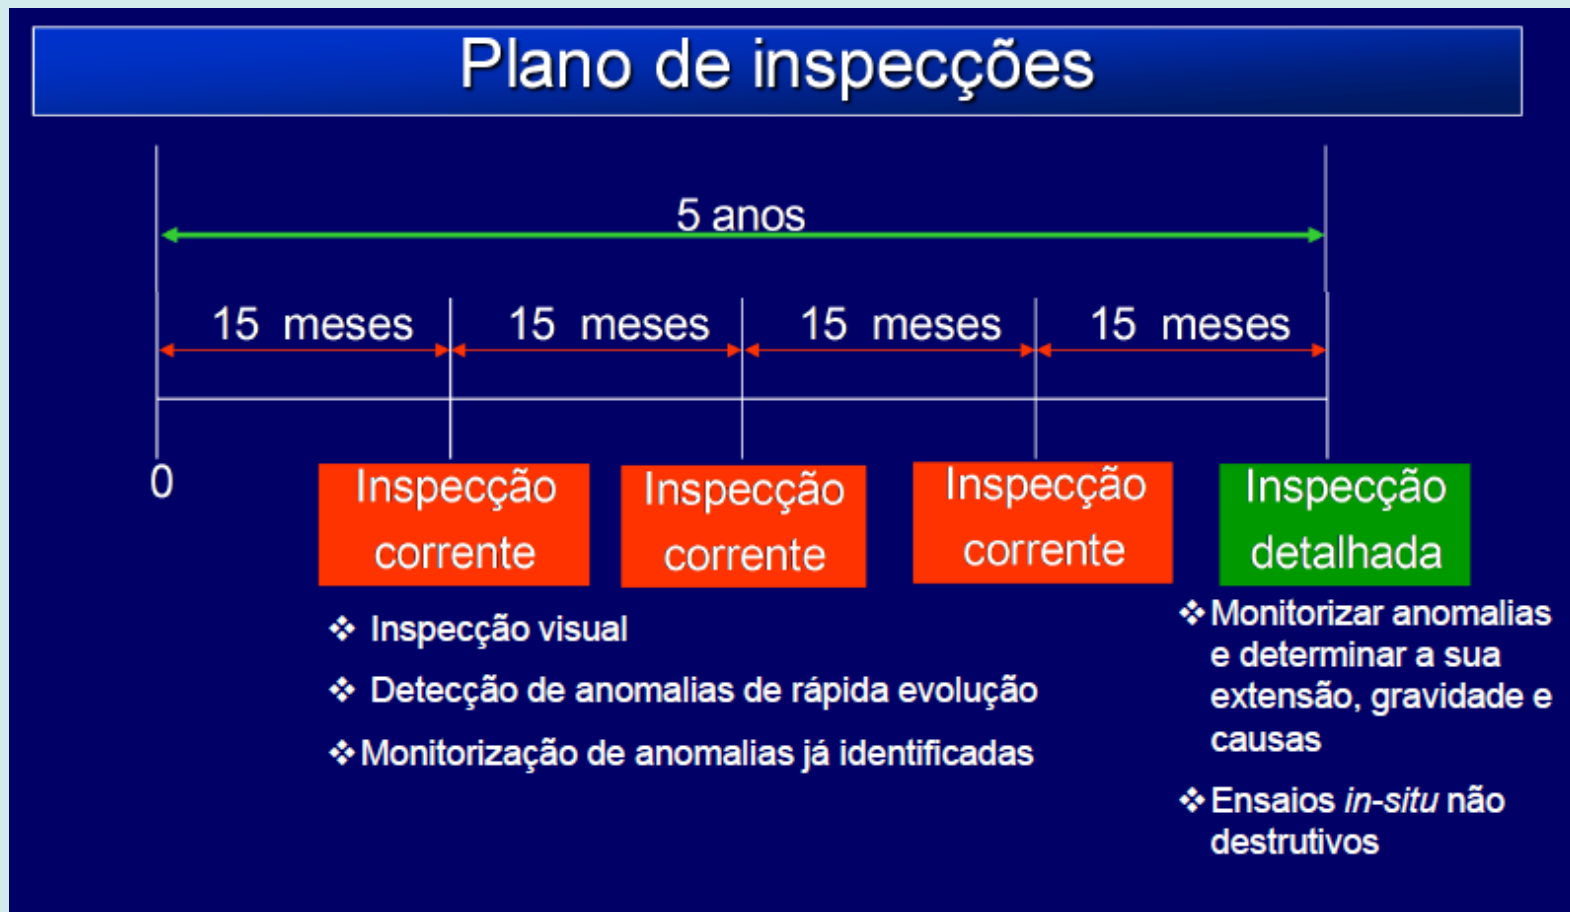 Plano de inspecções
5 anos
15 meses
15 meses
15 meses
15 meses
0
Inspecção
corrente
Inspecção
corrente
Inspecção
corrente
Inspecção
detalhada
❖ Inspecção visual
❖ Detecção de anomalias de rápida evolução
❖ Monitorização de anomalias já identificadas
❖ Monitorizar anomalias
e determinar a sua
extensão, gravidade e
causas
❖ Ensaios in-situ não
destrutivos